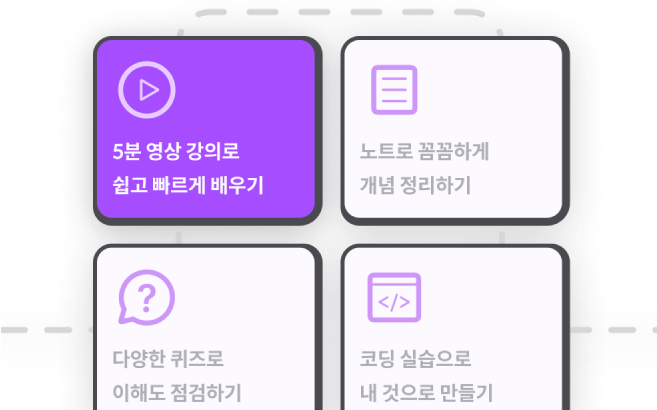 5분 영상 강의로
쉽고 빠르게 배우기
노트로 꼼꼼하게
개념 정리하기
?
다양한 퀴즈로
이해도 점검하기
</>
코딩 실습으로
내 것으로 만들기